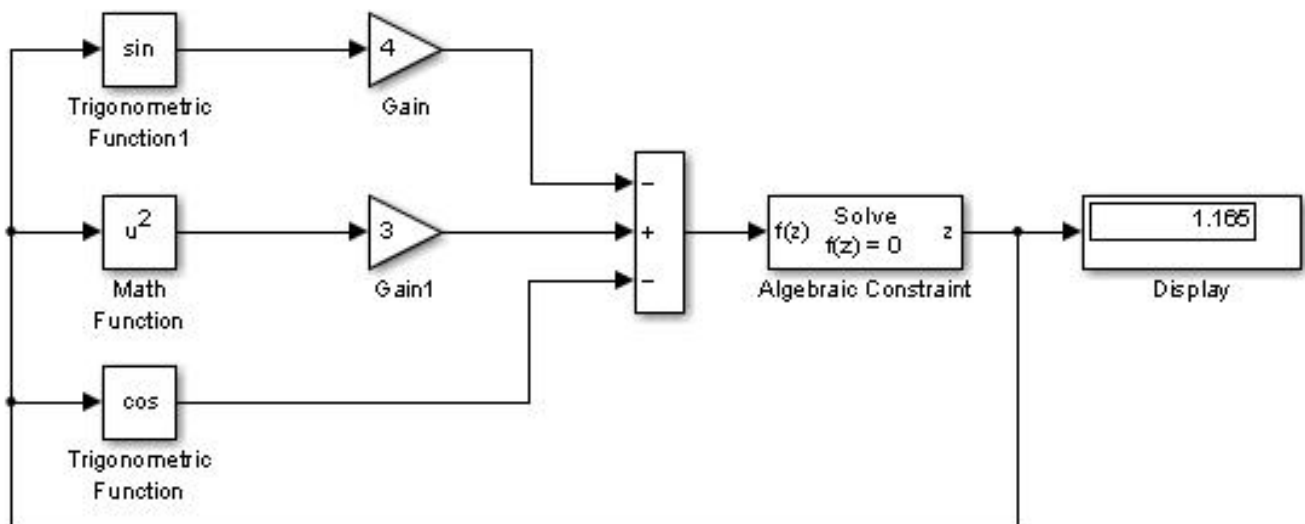 sin
4
Trigonometric
Function1
Gain
−
u2
3
+
f(z)
Solve
f(z) = 0
z
1.165
−
Math
Function
Gain1
Algebraic Constraint
Display
cos
Trigonometric
Function